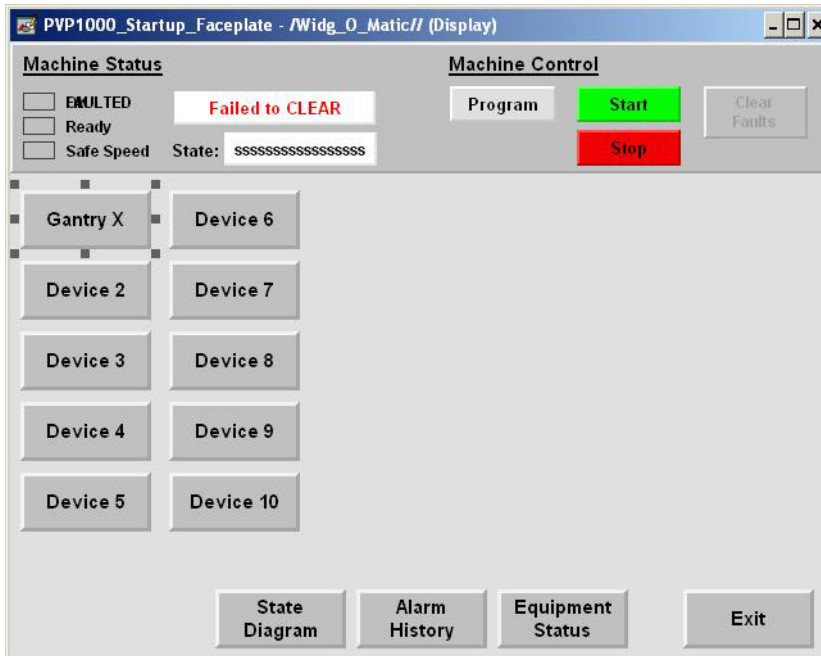 PVP1000_Startup_Faceplate - /Widg_O_Matic// (Display)
Machine Status
Machine Control
FAULTED
Failed to CLEAR
Program
Start
Clear
Faults
Ready
Safe Speed
State:
sssssssssssssssss
Stop
Gantry X
Device 6
Device 2
Device 7
Device 3
Device 8
Device 4
Device 9
Device 5
Device 10
State
Diagram
Alarm
History
Equipment
Status
Exit